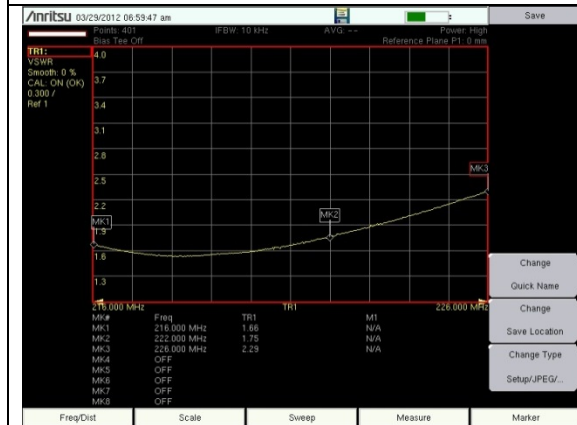 Anritsu 03/29/2012 06:59:47 am
Save
Points: 401 IFBW: 10 kHz AVG: -- Power: High
Bias Tee Off Reference Plane P1: 0 mm
TR1:
VSWR
Smooth: 0 %
CAL: ON (OK)
0.300 /
Ref 1
4.0
3.7
3.4
3.1
2.8
MK3
2.5
2.2
MK2
MK1
1.9
1.6
1.3
216.000 MHz TR1 226.000 MHz
MK# Freq TR1 M1
MK1 216.000 MHz 1.66 N/A
MK2 222.000 MHz 1.75 N/A
MK3 226.000 MHz 2.29 N/A
MK4 OFF
MK5 OFF
MK6 OFF
MK7 OFF
MK8 OFF
Change
Quick Name
Change
Save Location
Change Type
Setup/JPEG/...
Freq/Dist Scale Sweep Measure Marker